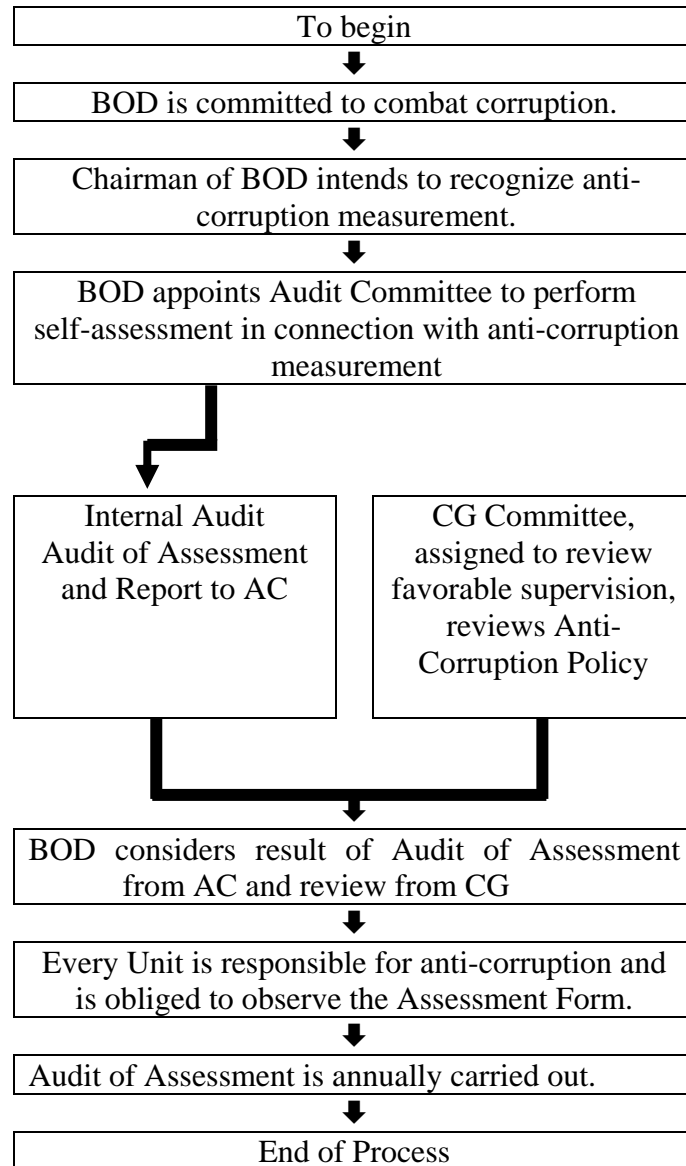 To begin
BOD is committed to combat corruption.
Chairman of BOD intends to recognize anti-
corruption measurement.
BOD appoints Audit Committee to perform
self-assessment in connection with anti-corruption
measurement
Internal Audit
Audit of Assessment
and Report to AC
CG Committee,
assigned to review
favorable supervision,
reviews Anti-
Corruption Policy
BOD considers result of Audit of Assessment
from AC and review from CG
Every Unit is responsible for anti-corruption and
is obliged to observe the Assessment Form.
Audit of Assessment is annually carried out.
End of Process